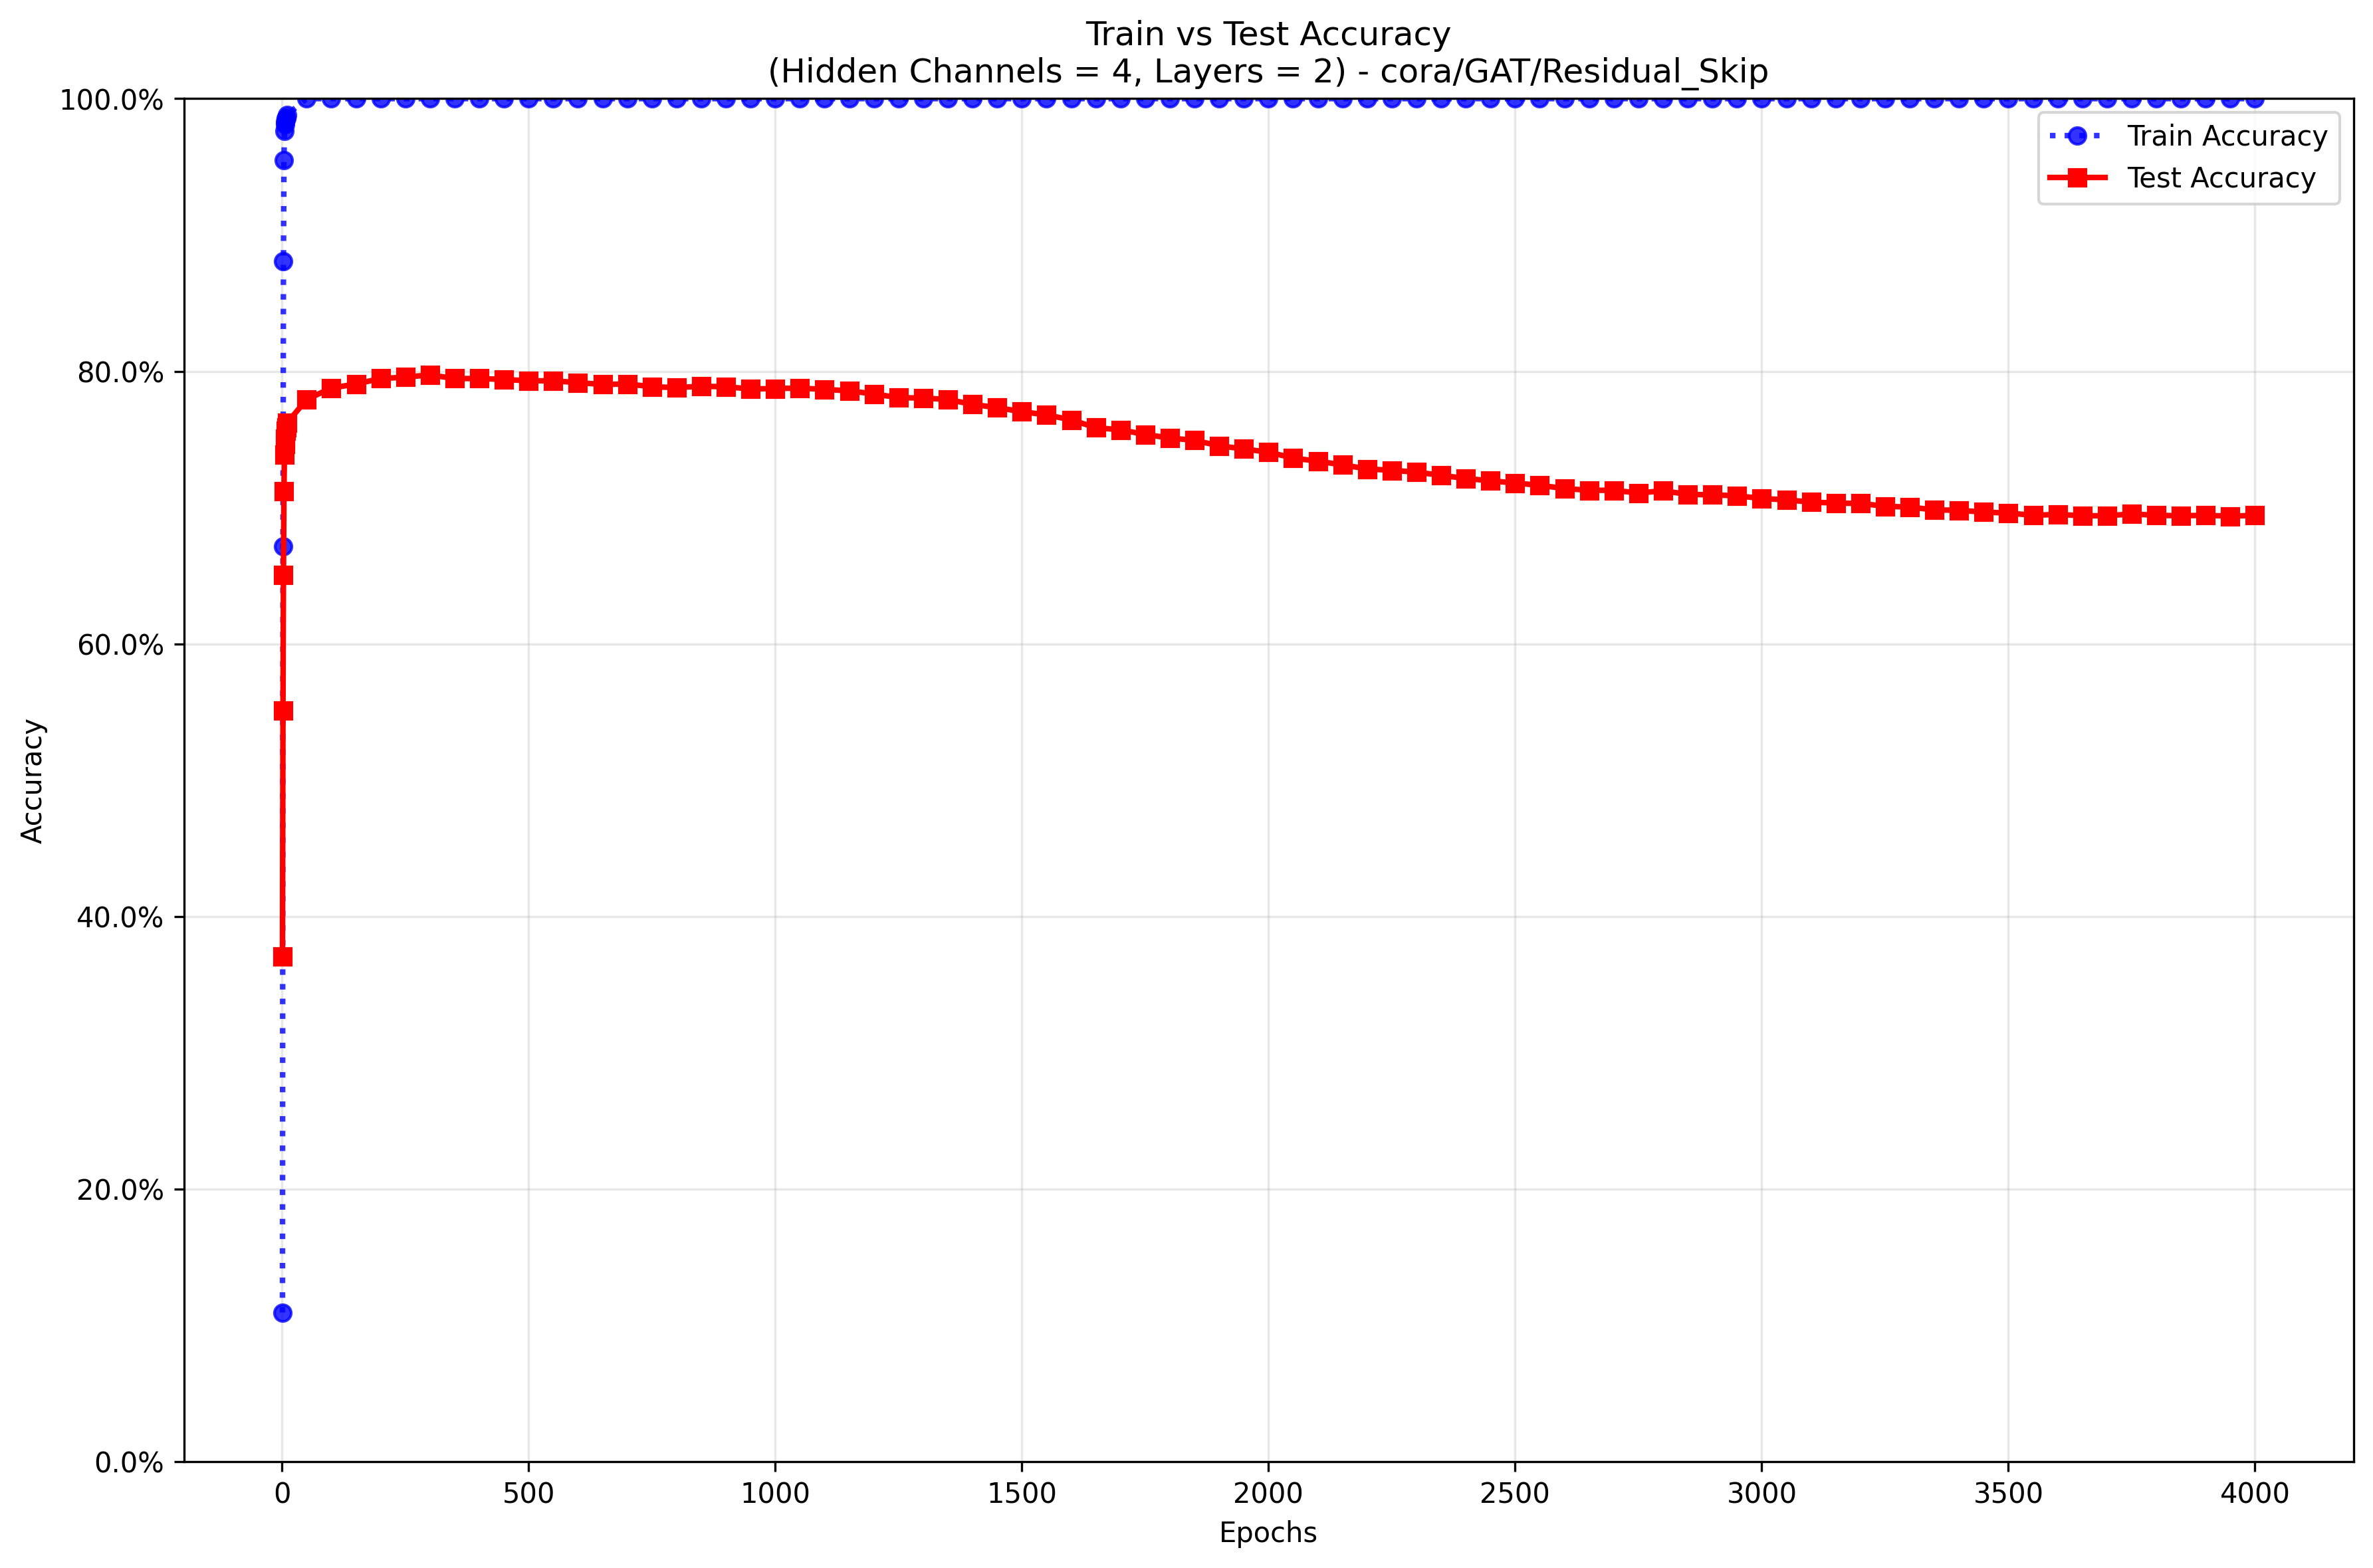 Train vs Test Accuracy
(Hidden Channels = 4, Layers = 2) - cora/GAT/Residual_Skip
100.0%
80.0%
60.0%
40.0%
20.0%
0.0%
Accuracy
Train Accuracy
Test Accuracy
0
500
1000
1500
2000
2500
3000
3500
4000
Epochs